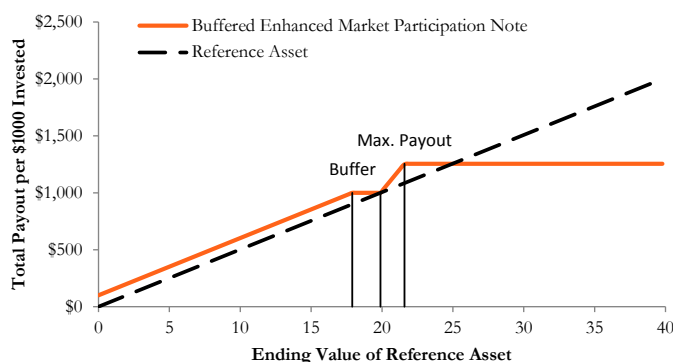 Buffered Enhanced Market Participation Note
Reference Asset
Total Payout per $1000 Invested
$2,500
$2,000
$1,500
$1,000
$500
$0
Max. Payout
Buffer
0 5 10 15 20 25 30 35 40
Ending Value of Reference Asset